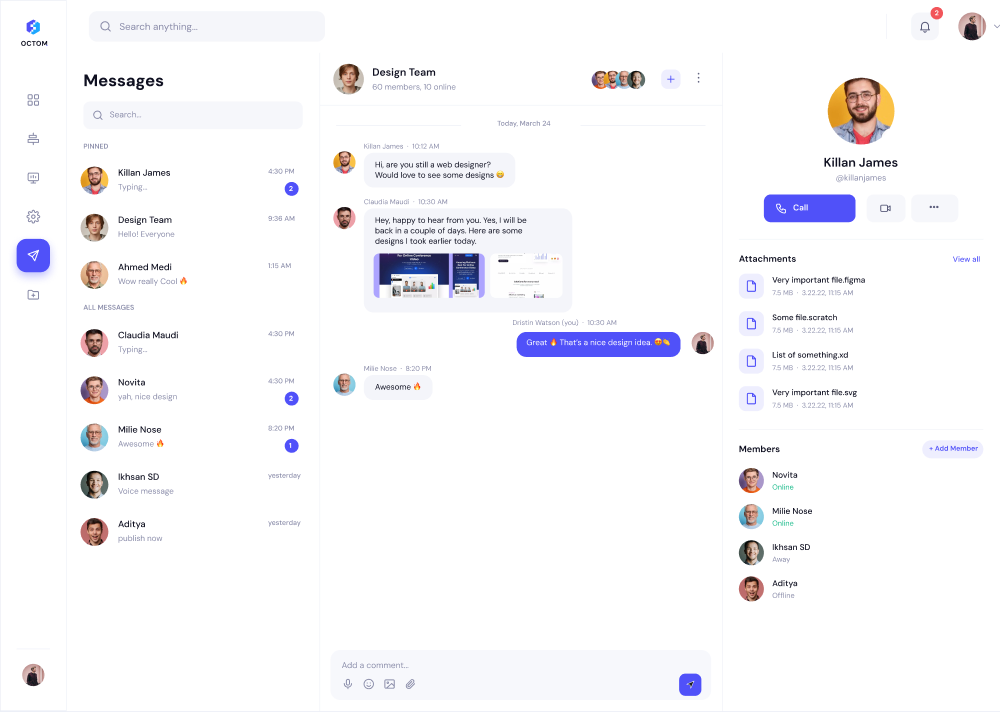 OCTOM
Search anything...
2
Messages
Search...
PINNED
Killan James
4:30 PM
Typing...
2
Design Team
9:36 AM
Hello! Everyone
Ahmed Medi
1:15 AM
Wow really Cool 🔥
ALL MESSAGES
Claudia Maudi
4:30 PM
Typing...
Novita
4:30 PM
yah, nice design
2
Milie Nose
8:20 PM
Awesome 🔥
1
Ikhsan SD
yesterday
Voice message
Aditya
yesterday
publish now
Design Team
60 members, 10 online
Today, March 24
Killan James · 10:12 AM
Hi, are you still a web designer?
Would love to see some designs 😄
Claudia Maudi · 10:30 AM
Hey, happy to hear from you. Yes, I will be
back in a couple of days. Here are some
designs I took earlier today.
Dristin Watson (you) · 10:30 AM
Great 🔥 That's a nice design idea. 😍👏
Milie Nose · 8:20 PM
Awesome 🔥
Add a comment...
Killan James
@killanjames
Call
Attachments
View all
Very important file.figma
7.5 MB · 3.22.22, 11:15 AM
Some file.scratch
7.5 MB · 3.22.22, 11:15 AM
List of something.xd
7.5 MB · 3.22.22, 11:15 AM
Very important file.svg
7.5 MB · 3.22.22, 11:15 AM
Members
+ Add Member
Novita
Online
Milie Nose
Online
Ikhsan SD
Away
Aditya
Offline